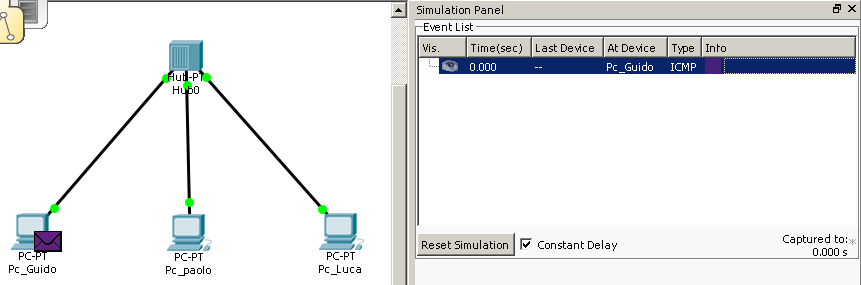 Hub-PT
Hub0
PC-PT
Pc_Guido
PC-PT
Pc_paolo
PC-PT
Pc_Luca
Simulation Panel
Event List
Vis. Time(sec) Last Device At Device Type Info
0.000 -- Pc_Guido ICMP
Reset Simulation Constant Delay Captured to:
0.000 s